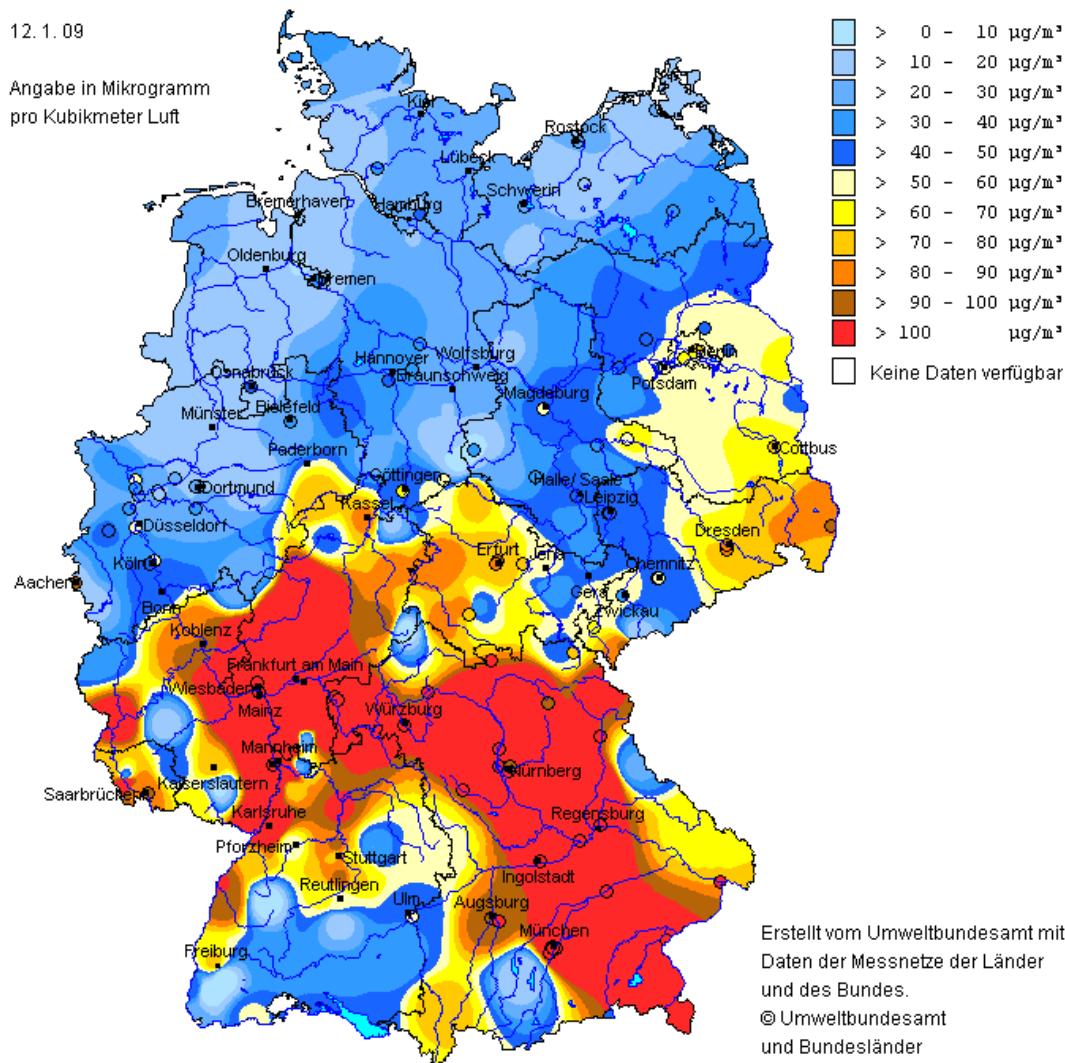 12. 1. 09
Angabe in Mikrogramm
pro Kubikmeter Luft
> 0 - 10 µg/m³
> 10 - 20 µg/m³
> 20 - 30 µg/m³
> 30 - 40 µg/m³
> 40 - 50 µg/m³
> 50 - 60 µg/m³
> 60 - 70 µg/m³
> 70 - 80 µg/m³
> 80 - 90 µg/m³
> 90 - 100 µg/m³
> 100 µg/m³
Keine Daten verfügbar
Kiel
Rostock
Lübeck
Schwerin
Bremerhaven
Hamburg
Oldenburg
Bremen
Hannover
Wolfsburg
Berlin
Osnabrück
Braunschweig
Potsdam
Magdeburg
Münster
Bielefeld
Paderborn
Cottbus
Göttingen
Halle/ Saale
Dortmund
Leipzig
Kassel
Düsseldorf
Dresden
Erfurt
Jena
Köln
Chemnitz
Aachen
Gera
Bonn
Zwickau
Koblenz
Frankfurt am Main
Wiesbaden
Mainz
Würzburg
Mannheim
Nürnberg
Kaiserslautern
Saarbrücken
Karlsruhe
Regensburg
Pforzheim
Stuttgart
Ingolstadt
Reutlingen
Ulm
Augsburg
München
Freiburg
Erstellt vom Umweltbundesamt mit
Daten der Messnetze der Länder
und des Bundes.
© Umweltbundesamt
und Bundesländer